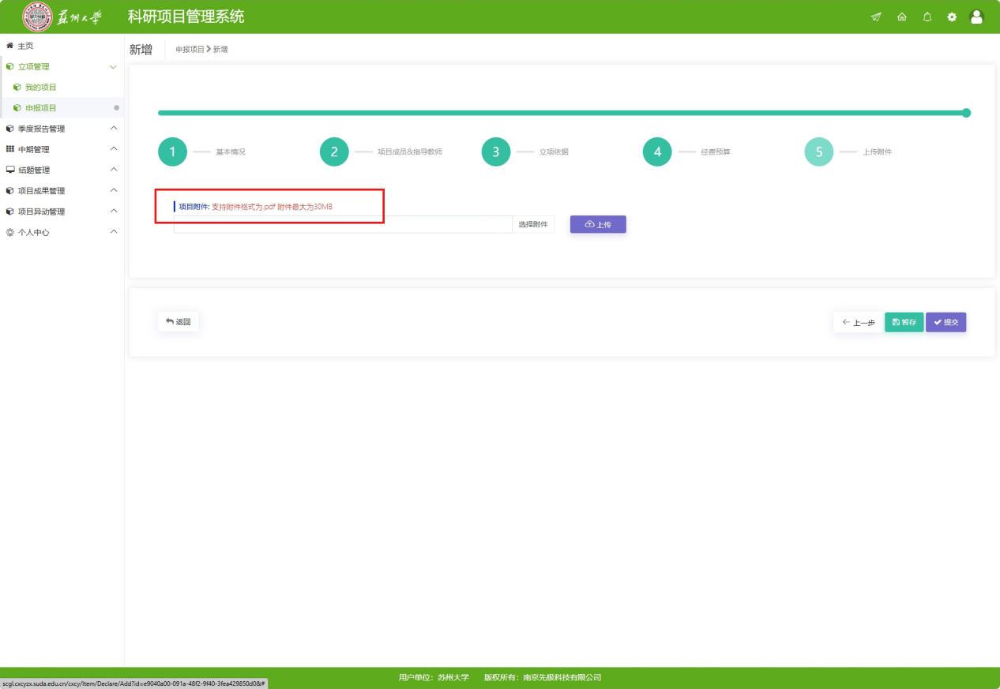 苏州大学 科研项目管理系统
主页
立项管理
我的项目
申报项目
季度报告管理
中期管理
结题管理
项目成果管理
项目异动管理
个人中心
新增 申报项目 新增
1 基本情况 2 项目成员&指导教师 3 立项依据 4 经费预算 5 上传附件
项目附件: 支持附件格式为.pdf 附件最大为30MB
选择附件 上传
返回 上一步 暂存 提交
用户单位：苏州大学 版权所有：南京先极科技有限公司
scgl.cxcyzx.suda.edu.cn/cxcy/Item/Declare/Add?id=e9040a00-091a-48f2-9f40-3fea429850d0&#